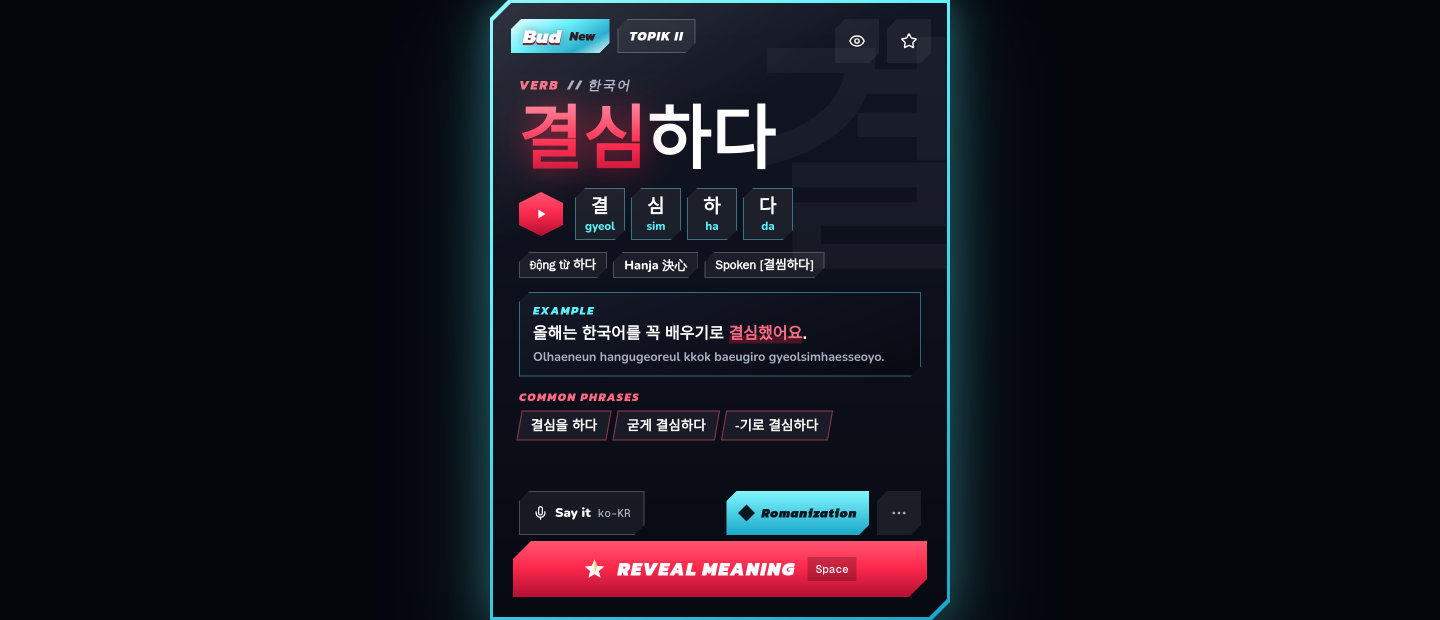 Bud New TOPIK II
VERB // 한국어
결심하다
결 심 하 다
gyeol sim ha da
Động từ 하다 Hanja 決心 Spoken [결씸하다]
EXAMPLE
올해는 한국어를 꼭 배우기로 결심했어요.
Olhaeneun hangugeoreul kkok baeugiro gyeolsimhaesseoyo.
COMMON PHRASES
결심을 하다 굳게 결심하다 -기로 결심하다
Say it ko-KR Romanization
REVEAL MEANING Space